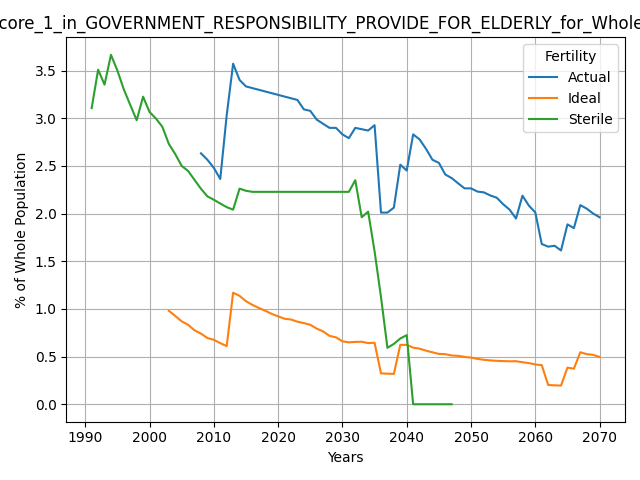 core_1_in_GOVERNMENT_RESPONSIBILITY_PROVIDE_FOR_ELDERLY_for_Whole
Fertility
Actual
Ideal
Sterile
3.5
3.0
2.5
2.0
1.5
1.0
0.5
0.0
% of Whole Population
1990 2000 2010 2020 2030 2040 2050 2060 2070
Years